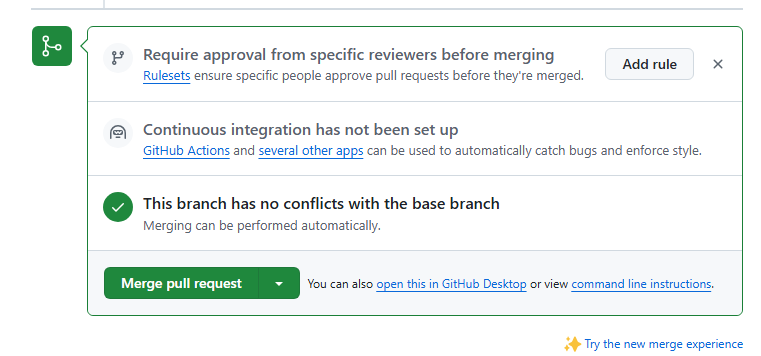 Require approval from specific reviewers before merging
Rulesets ensure specific people approve pull requests before they're merged.
Add rule
Continuous integration has not been set up
GitHub Actions and several other apps can be used to automatically catch bugs and enforce style.
This branch has no conflicts with the base branch
Merging can be performed automatically.
Merge pull request
You can also open this in GitHub Desktop or view command line instructions.
Try the new merge experience